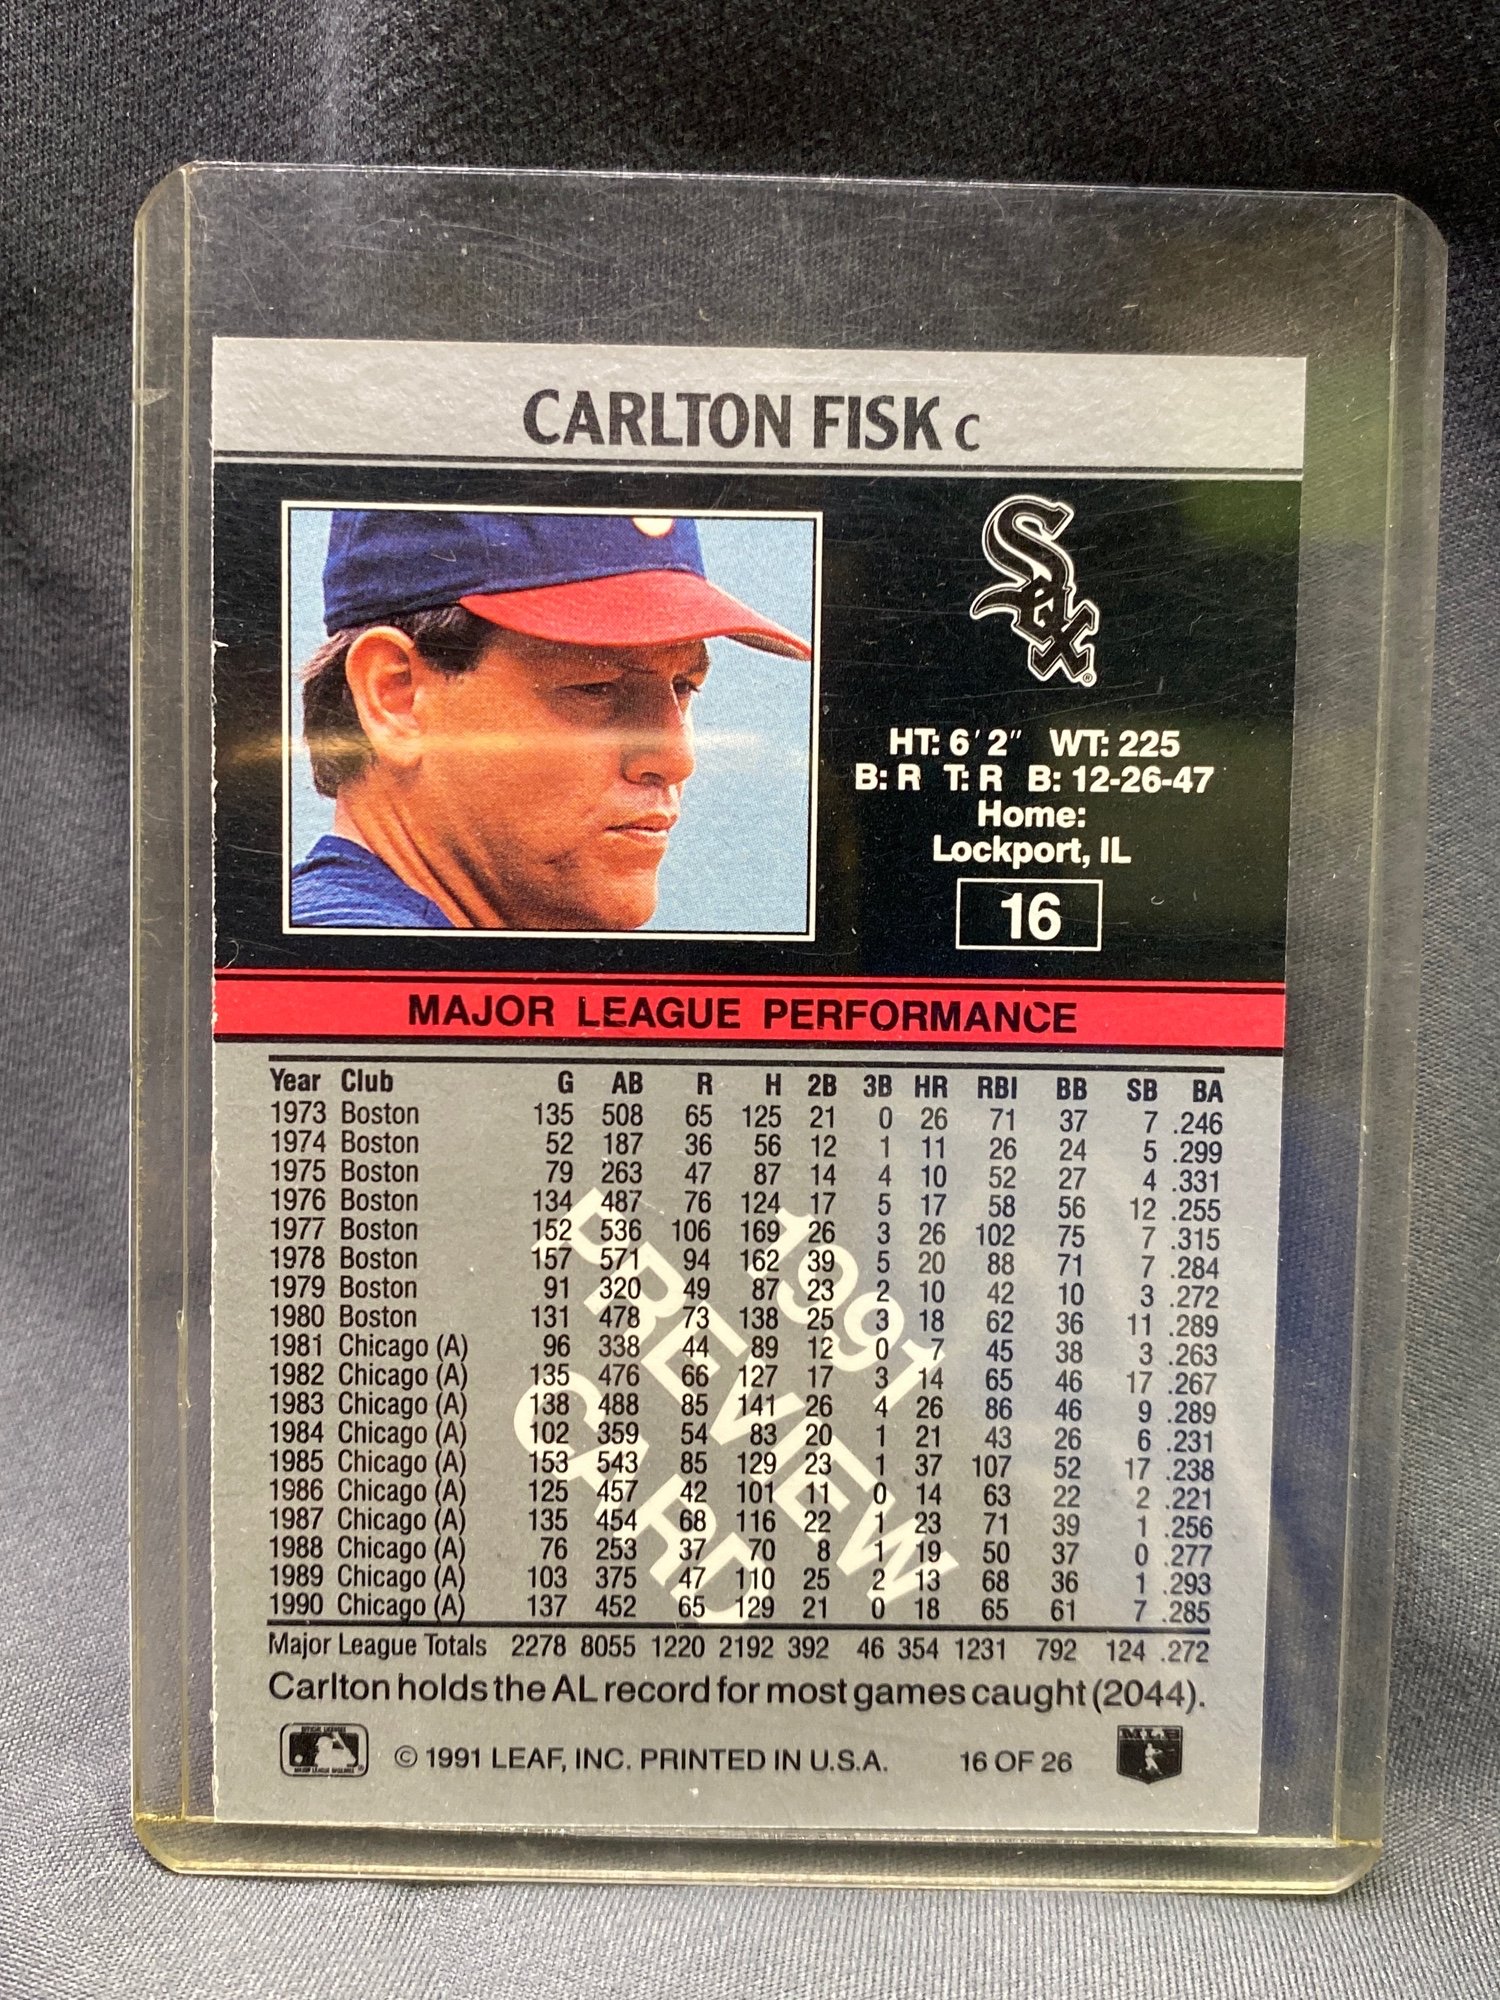 CARLTON FISK C
Sox
HT: 6' 2" WT: 225
B: R T: R B: 12-26-47
Home:
Lockport, IL
16
MAJOR LEAGUE PERFORMANCE
Year Club G AB R H 2B 3B HR RBI BB SB BA
1973 Boston 135 508 65 125 21 0 26 71 37 7 .246
1974 Boston 52 187 36 56 12 1 11 26 24 5 .299
1975 Boston 79 263 47 87 14 4 10 52 27 4 .331
1976 Boston 134 487 76 124 17 5 17 58 56 12 .255
1977 Boston 152 536 106 169 26 3 26 102 75 7 .315
1978 Boston 157 571 94 162 39 5 20 88 71 7 .284
1979 Boston 91 320 49 87 23 2 10 42 10 3 .272
1980 Boston 131 478 73 138 25 3 18 62 36 11 .289
1981 Chicago (A) 96 338 44 89 12 0 7 45 38 3 .263
1982 Chicago (A) 135 476 66 127 17 3 14 65 46 17 .267
1983 Chicago (A) 138 488 85 141 26 4 26 86 46 9 .289
1984 Chicago (A) 102 359 54 83 20 1 21 43 26 6 .231
1985 Chicago (A) 153 543 85 129 23 1 37 107 52 17 .238
1986 Chicago (A) 125 457 42 101 11 0 14 63 22 2 .221
1987 Chicago (A) 135 454 68 116 22 1 23 71 39 1 .256
1988 Chicago (A) 76 253 37 70 8 1 19 50 37 0 .277
1989 Chicago (A) 103 375 47 110 25 2 13 68 36 1 .293
1990 Chicago (A) 137 452 65 129 21 0 18 65 61 7 .285
Major League Totals 2278 8055 1220 2192 392 46 354 1231 792 124 .272
1991
PREVIEW
CARD
Carlton holds the AL record for most games caught (2044).
© 1991 LEAF, INC. PRINTED IN U.S.A. 16 OF 26
MLB